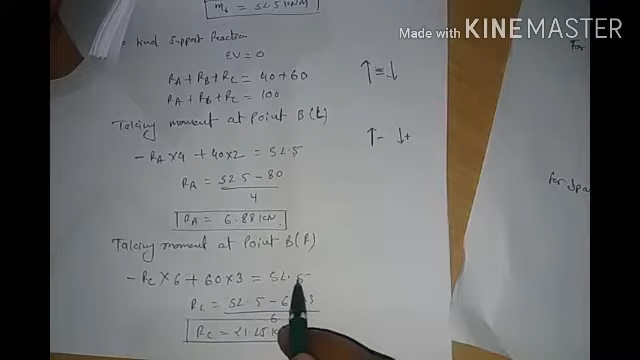 Made with KINEMASTER
= 52.5 KNM
find support reaction
ΣV=0
RA + RB + RC = 40+60
RA + RB + RC = 100
↑=↓
Taking moment at point B(L)
↑- ↓+
- RA×4 + 40×2 = 52.5
RA = 52.5 - 80
4
RA = 6.88 KN
Taking moment at point B(R)
- RC × 6 + 60×3 = 52.5
RC = 52.5 - 6
3
6
RC = 21.25
For
for